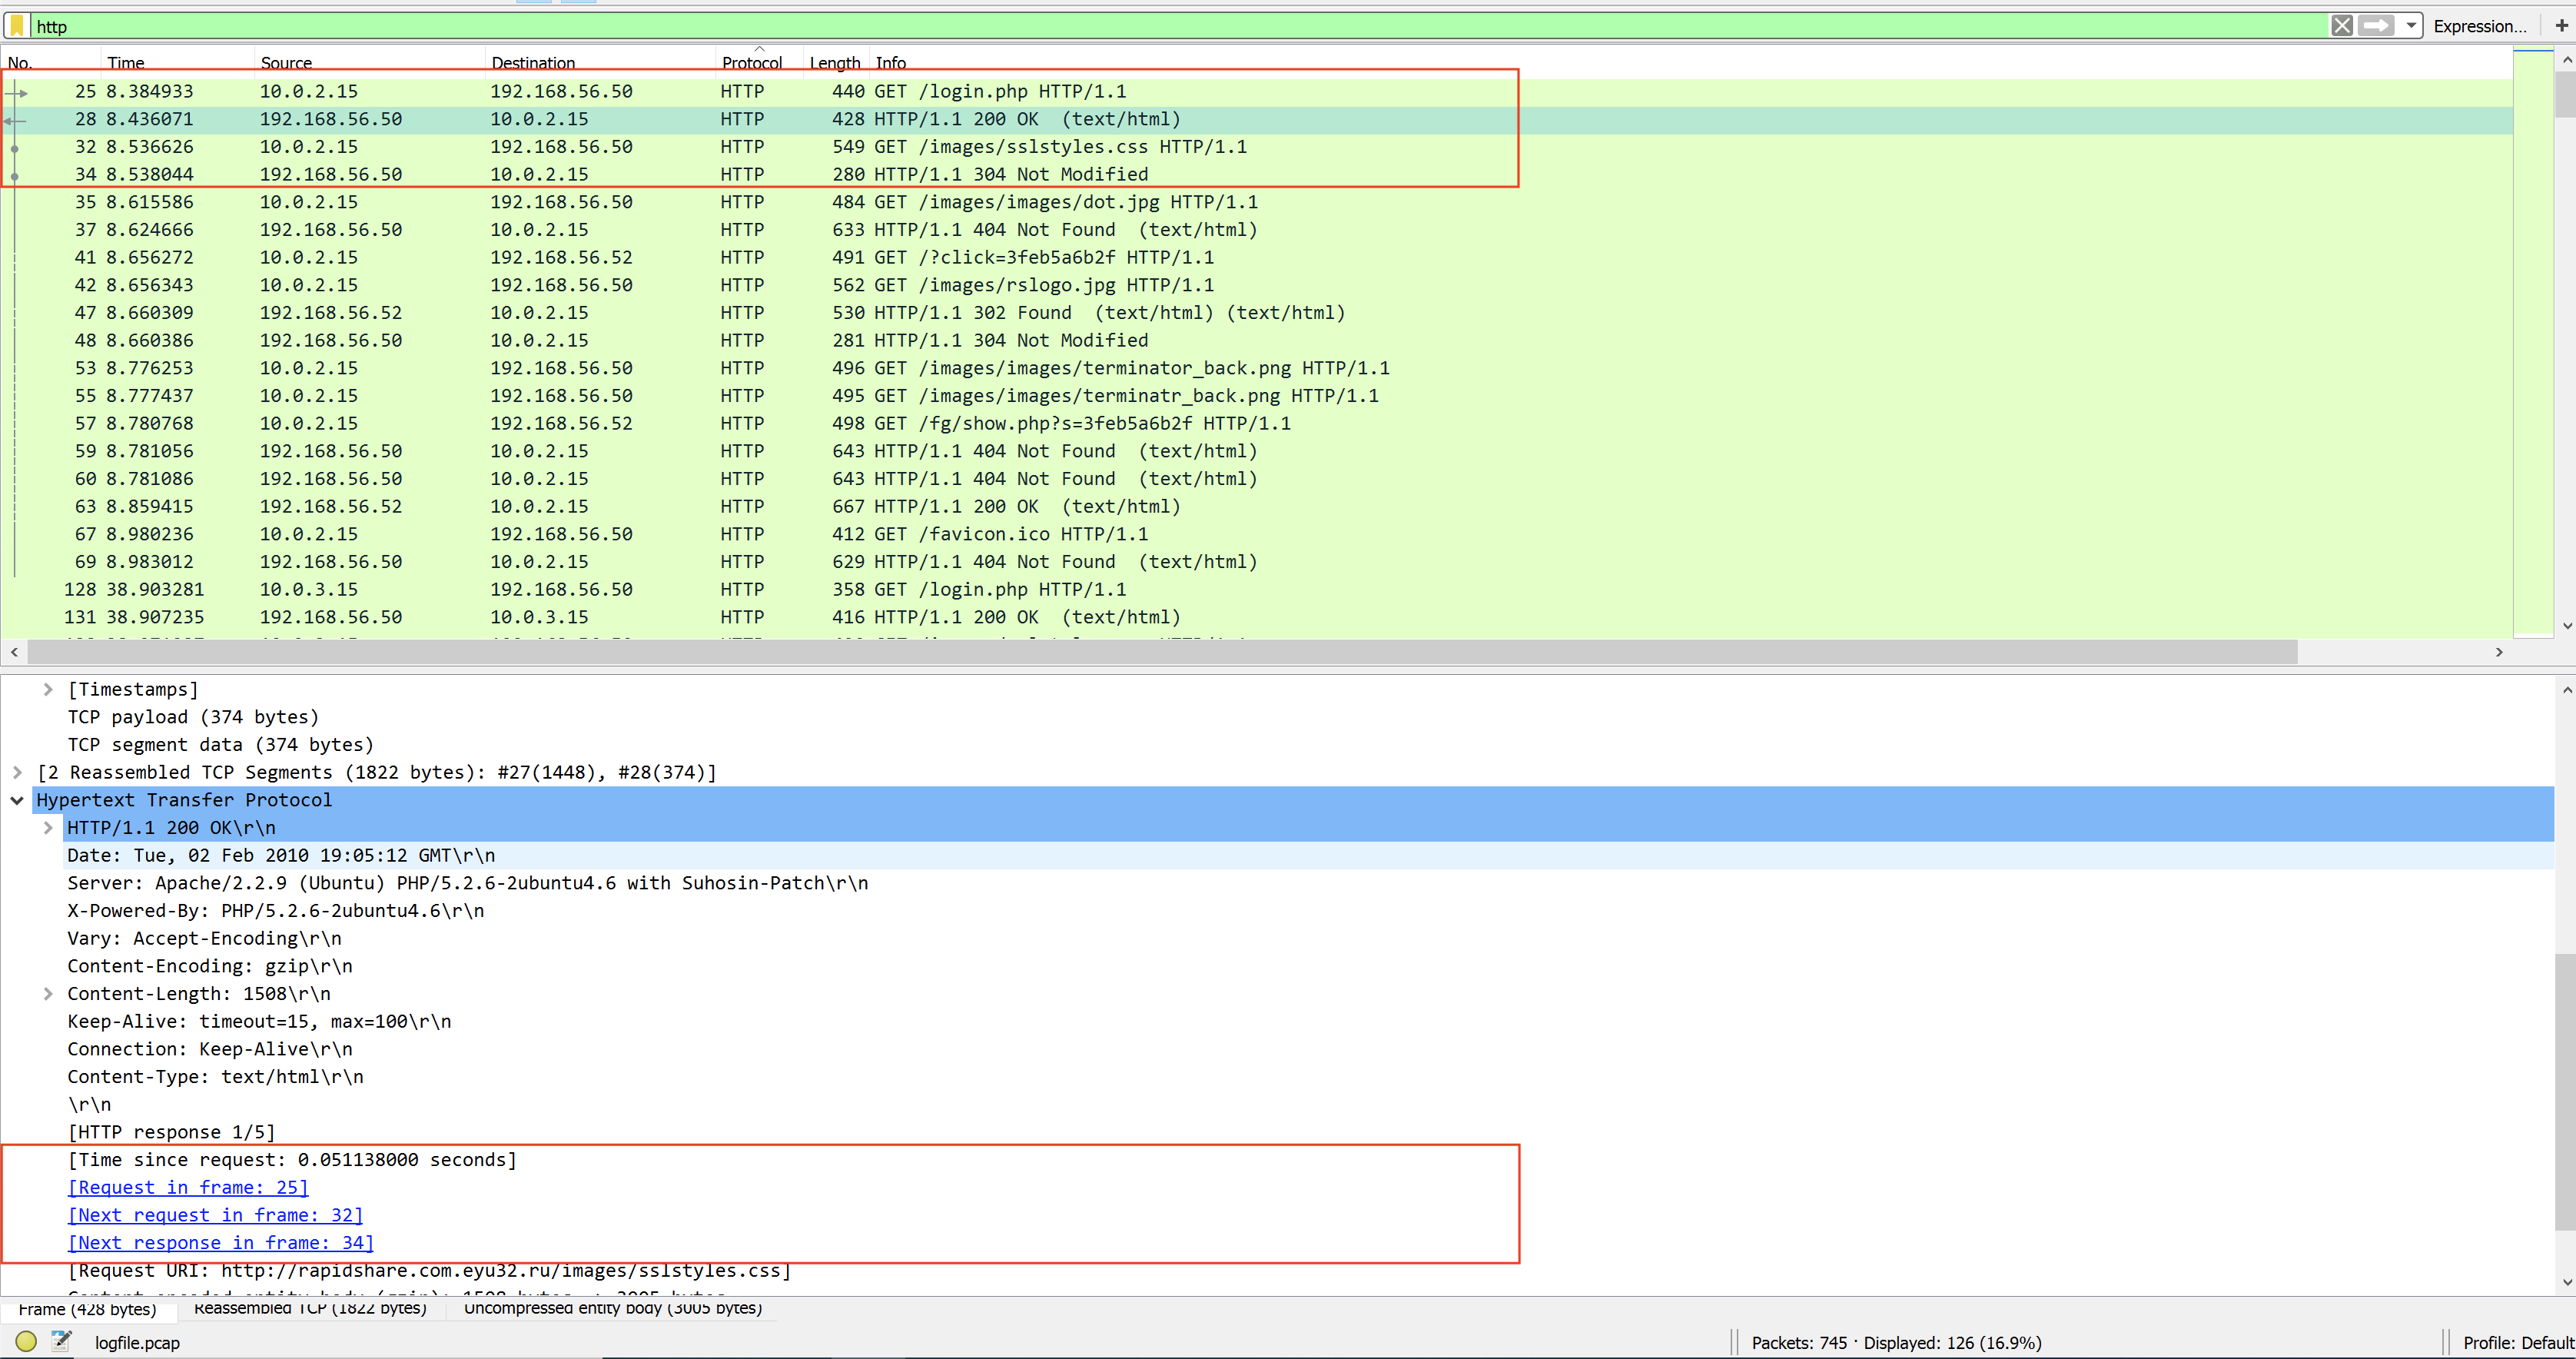 http
Expression... +
No. Time Source Destination Protocol Length Info
25 8.384933 10.0.2.15 192.168.56.50 HTTP 440 GET /login.php HTTP/1.1
28 8.436071 192.168.56.50 10.0.2.15 HTTP 428 HTTP/1.1 200 OK (text/html)
32 8.536626 10.0.2.15 192.168.56.50 HTTP 549 GET /images/sslstyles.css HTTP/1.1
34 8.538044 192.168.56.50 10.0.2.15 HTTP 280 HTTP/1.1 304 Not Modified
35 8.615586 10.0.2.15 192.168.56.50 HTTP 484 GET /images/images/dot.jpg HTTP/1.1
37 8.624666 192.168.56.50 10.0.2.15 HTTP 633 HTTP/1.1 404 Not Found (text/html)
41 8.656272 10.0.2.15 192.168.56.52 HTTP 491 GET /?click=3feb5a6b2f HTTP/1.1
42 8.656343 10.0.2.15 192.168.56.50 HTTP 562 GET /images/rslogo.jpg HTTP/1.1
47 8.660309 192.168.56.52 10.0.2.15 HTTP 530 HTTP/1.1 302 Found (text/html) (text/html)
48 8.660386 192.168.56.50 10.0.2.15 HTTP 281 HTTP/1.1 304 Not Modified
53 8.776253 10.0.2.15 192.168.56.50 HTTP 496 GET /images/images/terminator_back.png HTTP/1.1
55 8.777437 10.0.2.15 192.168.56.50 HTTP 495 GET /images/images/terminatr_back.png HTTP/1.1
57 8.780768 10.0.2.15 192.168.56.52 HTTP 498 GET /fg/show.php?s=3feb5a6b2f HTTP/1.1
59 8.781056 192.168.56.50 10.0.2.15 HTTP 643 HTTP/1.1 404 Not Found (text/html)
60 8.781086 192.168.56.50 10.0.2.15 HTTP 643 HTTP/1.1 404 Not Found (text/html)
63 8.859415 192.168.56.52 10.0.2.15 HTTP 667 HTTP/1.1 200 OK (text/html)
67 8.980236 10.0.2.15 192.168.56.50 HTTP 412 GET /favicon.ico HTTP/1.1
69 8.983012 192.168.56.50 10.0.2.15 HTTP 629 HTTP/1.1 404 Not Found (text/html)
128 38.903281 10.0.3.15 192.168.56.50 HTTP 358 GET /login.php HTTP/1.1
131 38.907235 192.168.56.50 10.0.3.15 HTTP 416 HTTP/1.1 200 OK (text/html)
[Timestamps]
TCP payload (374 bytes)
TCP segment data (374 bytes)
[2 Reassembled TCP Segments (1822 bytes): #27(1448), #28(374)]
Hypertext Transfer Protocol
HTTP/1.1 200 OK\r\n
Date: Tue, 02 Feb 2010 19:05:12 GMT\r\n
Server: Apache/2.2.9 (Ubuntu) PHP/5.2.6-2ubuntu4.6 with Suhosin-Patch\r\n
X-Powered-By: PHP/5.2.6-2ubuntu4.6\r\n
Vary: Accept-Encoding\r\n
Content-Encoding: gzip\r\n
Content-Length: 1508\r\n
Keep-Alive: timeout=15, max=100\r\n
Connection: Keep-Alive\r\n
Content-Type: text/html\r\n
\r\n
[HTTP response 1/5]
[Time since request: 0.051138000 seconds]
[Request in frame: 25]
[Next request in frame: 32]
[Next response in frame: 34]
[Request URI: http://rapidshare.com.eyu32.ru/images/sslstyles.css]
Frame (428 bytes) Reassembled TCP (1822 bytes) Uncompressed entity body (3005 bytes)
logfile.pcap Packets: 745 · Displayed: 126 (16.9%) Profile: Default